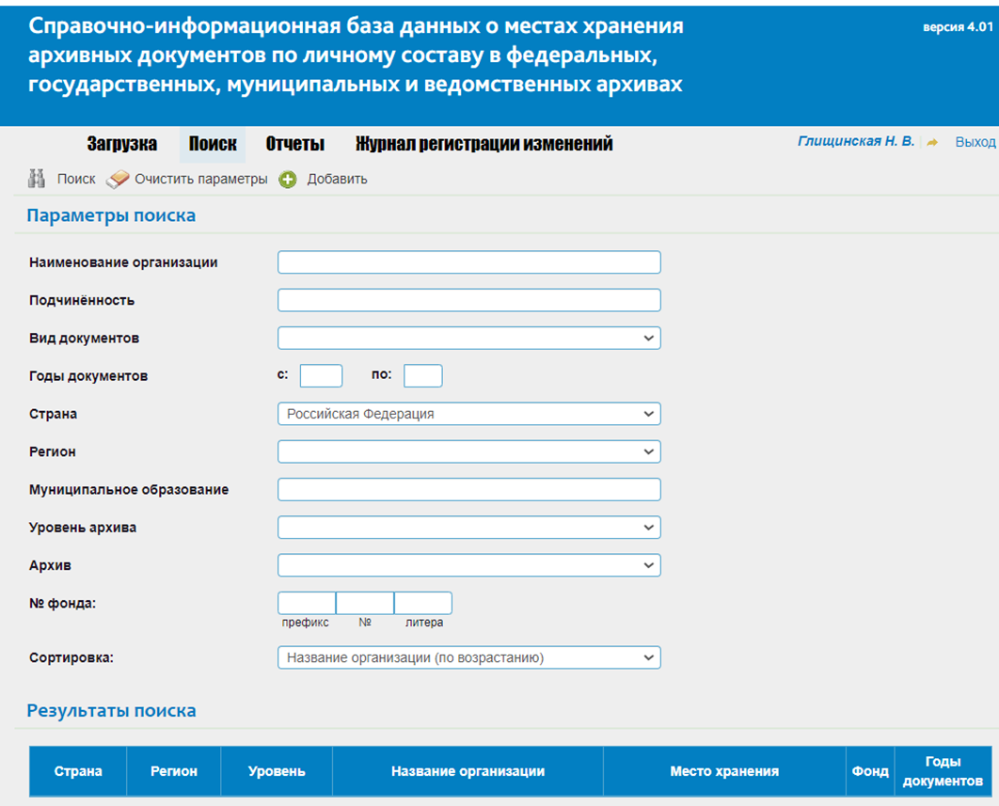 Справочно-информационная база данных о местах хранения
архивных документов по личному составу в федеральных,
государственных, муниципальных и ведомственных архивах
версия 4.01
Загрузка Поиск Отчеты Журнал регистрации изменений
Глищинская Н. В. Выход
Поиск Очистить параметры Добавить
Параметры поиска
Наименование организации
Подчинённость
Вид документов
Годы документов с: по:
Страна Российская Федерация
Регион
Муниципальное образование
Уровень архива
Архив
№ фонда:
префикс № литера
Сортировка: Название организации (по возрастанию)
Результаты поиска
Страна Регион Уровень Название организации Место хранения Фонд Годы
документов